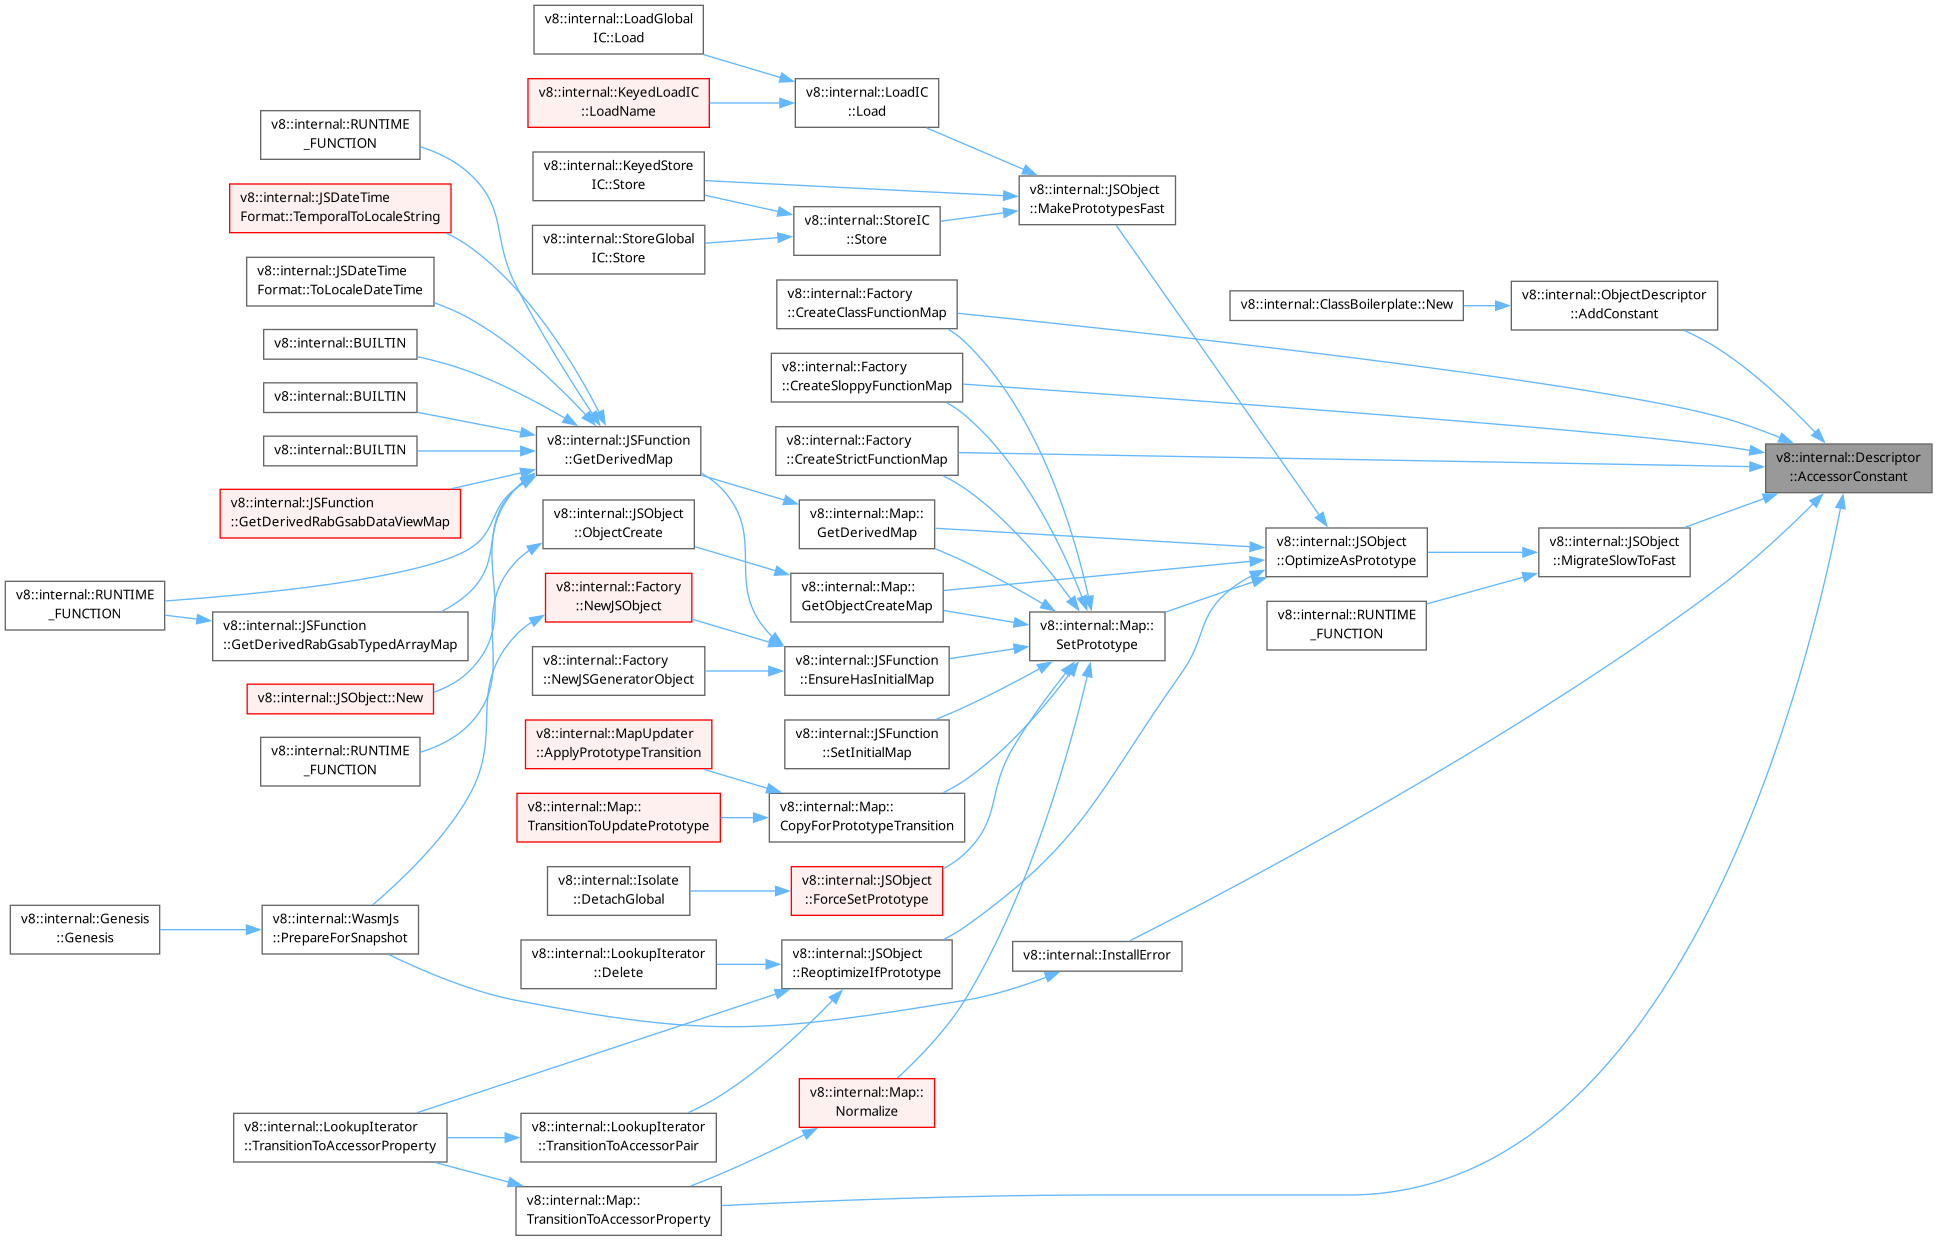 v8::internal::LoadGlobal
IC::Load
v8::internal::KeyedLoadIC
::LoadName
v8::internal::LoadIC
::Load
v8::internal::RUNTIME
_FUNCTION
v8::internal::KeyedStore
IC::Store
v8::internal::JSObject
::MakePrototypesFast
v8::internal::JSDateTime
Format::TemporalToLocaleString
v8::internal::StoreIC
::Store
v8::internal::StoreGlobal
IC::Store
v8::internal::JSDateTime
Format::ToLocaleDateTime
v8::internal::Factory
::CreateClassFunctionMap
v8::internal::ClassBoilerplate::New
v8::internal::ObjectDescriptor
::AddConstant
v8::internal::BUILTIN
v8::internal::Factory
::CreateSloppyFunctionMap
v8::internal::BUILTIN
v8::internal::BUILTIN
v8::internal::JSFunction
::GetDerivedMap
v8::internal::Factory
::CreateStrictFunctionMap
v8::internal::Descriptor
::AccessorConstant
v8::internal::JSFunction
::GetDerivedRabGsabDataViewMap
v8::internal::JSObject
::ObjectCreate
v8::internal::Map::
GetDerivedMap
v8::internal::JSObject
::OptimizeAsPrototype
v8::internal::JSObject
::MigrateSlowToFast
v8::internal::RUNTIME
_FUNCTION
v8::internal::JSFunction
::GetDerivedRabGsabTypedArrayMap
v8::internal::Factory
::NewJSObject
v8::internal::Map::
GetObjectCreateMap
v8::internal::Map::
SetPrototype
v8::internal::RUNTIME
_FUNCTION
v8::internal::JSObject::New
v8::internal::Factory
::NewJSGeneratorObject
v8::internal::JSFunction
::EnsureHasInitialMap
v8::internal::RUNTIME
_FUNCTION
v8::internal::MapUpdater
::ApplyPrototypeTransition
v8::internal::JSFunction
::SetInitialMap
v8::internal::Map::
TransitionToUpdatePrototype
v8::internal::Map::
CopyForPrototypeTransition
v8::internal::Isolate
::DetachGlobal
v8::internal::JSObject
::ForceSetPrototype
v8::internal::Genesis
::Genesis
v8::internal::WasmJs
::PrepareForSnapshot
v8::internal::LookupIterator
::Delete
v8::internal::JSObject
::ReoptimizeIfPrototype
v8::internal::InstallError
v8::internal::Map::
Normalize
v8::internal::LookupIterator
::TransitionToAccessorProperty
v8::internal::LookupIterator
::TransitionToAccessorPair
v8::internal::Map::
TransitionToAccessorProperty